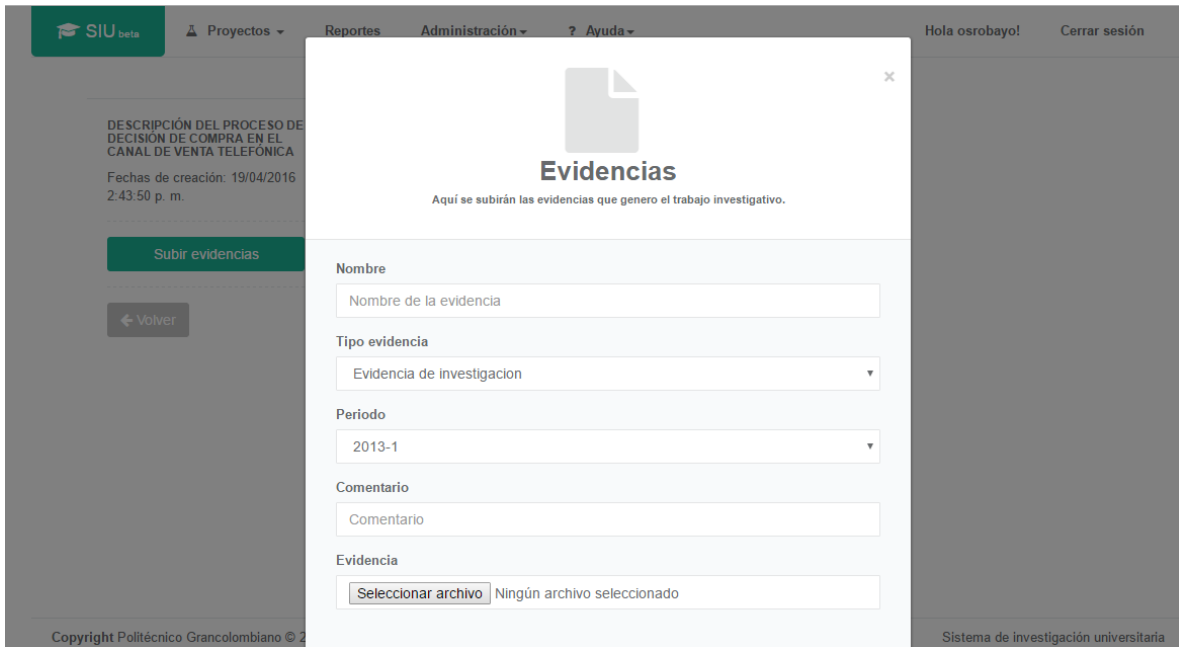 SIU beta
Proyectos
Reportes
Administración
? Ayuda
Hola osrobayo!
Cerrar sesión
DESCRIPCIÓN DEL PROCESO DE
DECISIÓN DE COMPRA EN EL
CANAL DE VENTA TELEFÓNICA
Fechas de creación: 19/04/2016
2:43:50 p. m.
Subir evidencias
Volver
×
Evidencias
Aquí se subirán las evidencias que genero el trabajo investigativo.
Nombre
Nombre de la evidencia
Tipo evidencia
Evidencia de investigacion
Periodo
2013-1
Comentario
Comentario
Evidencia
Seleccionar archivo Ningún archivo seleccionado
Copyright Politécnico Grancolombiano © 2
Sistema de investigación universitaria